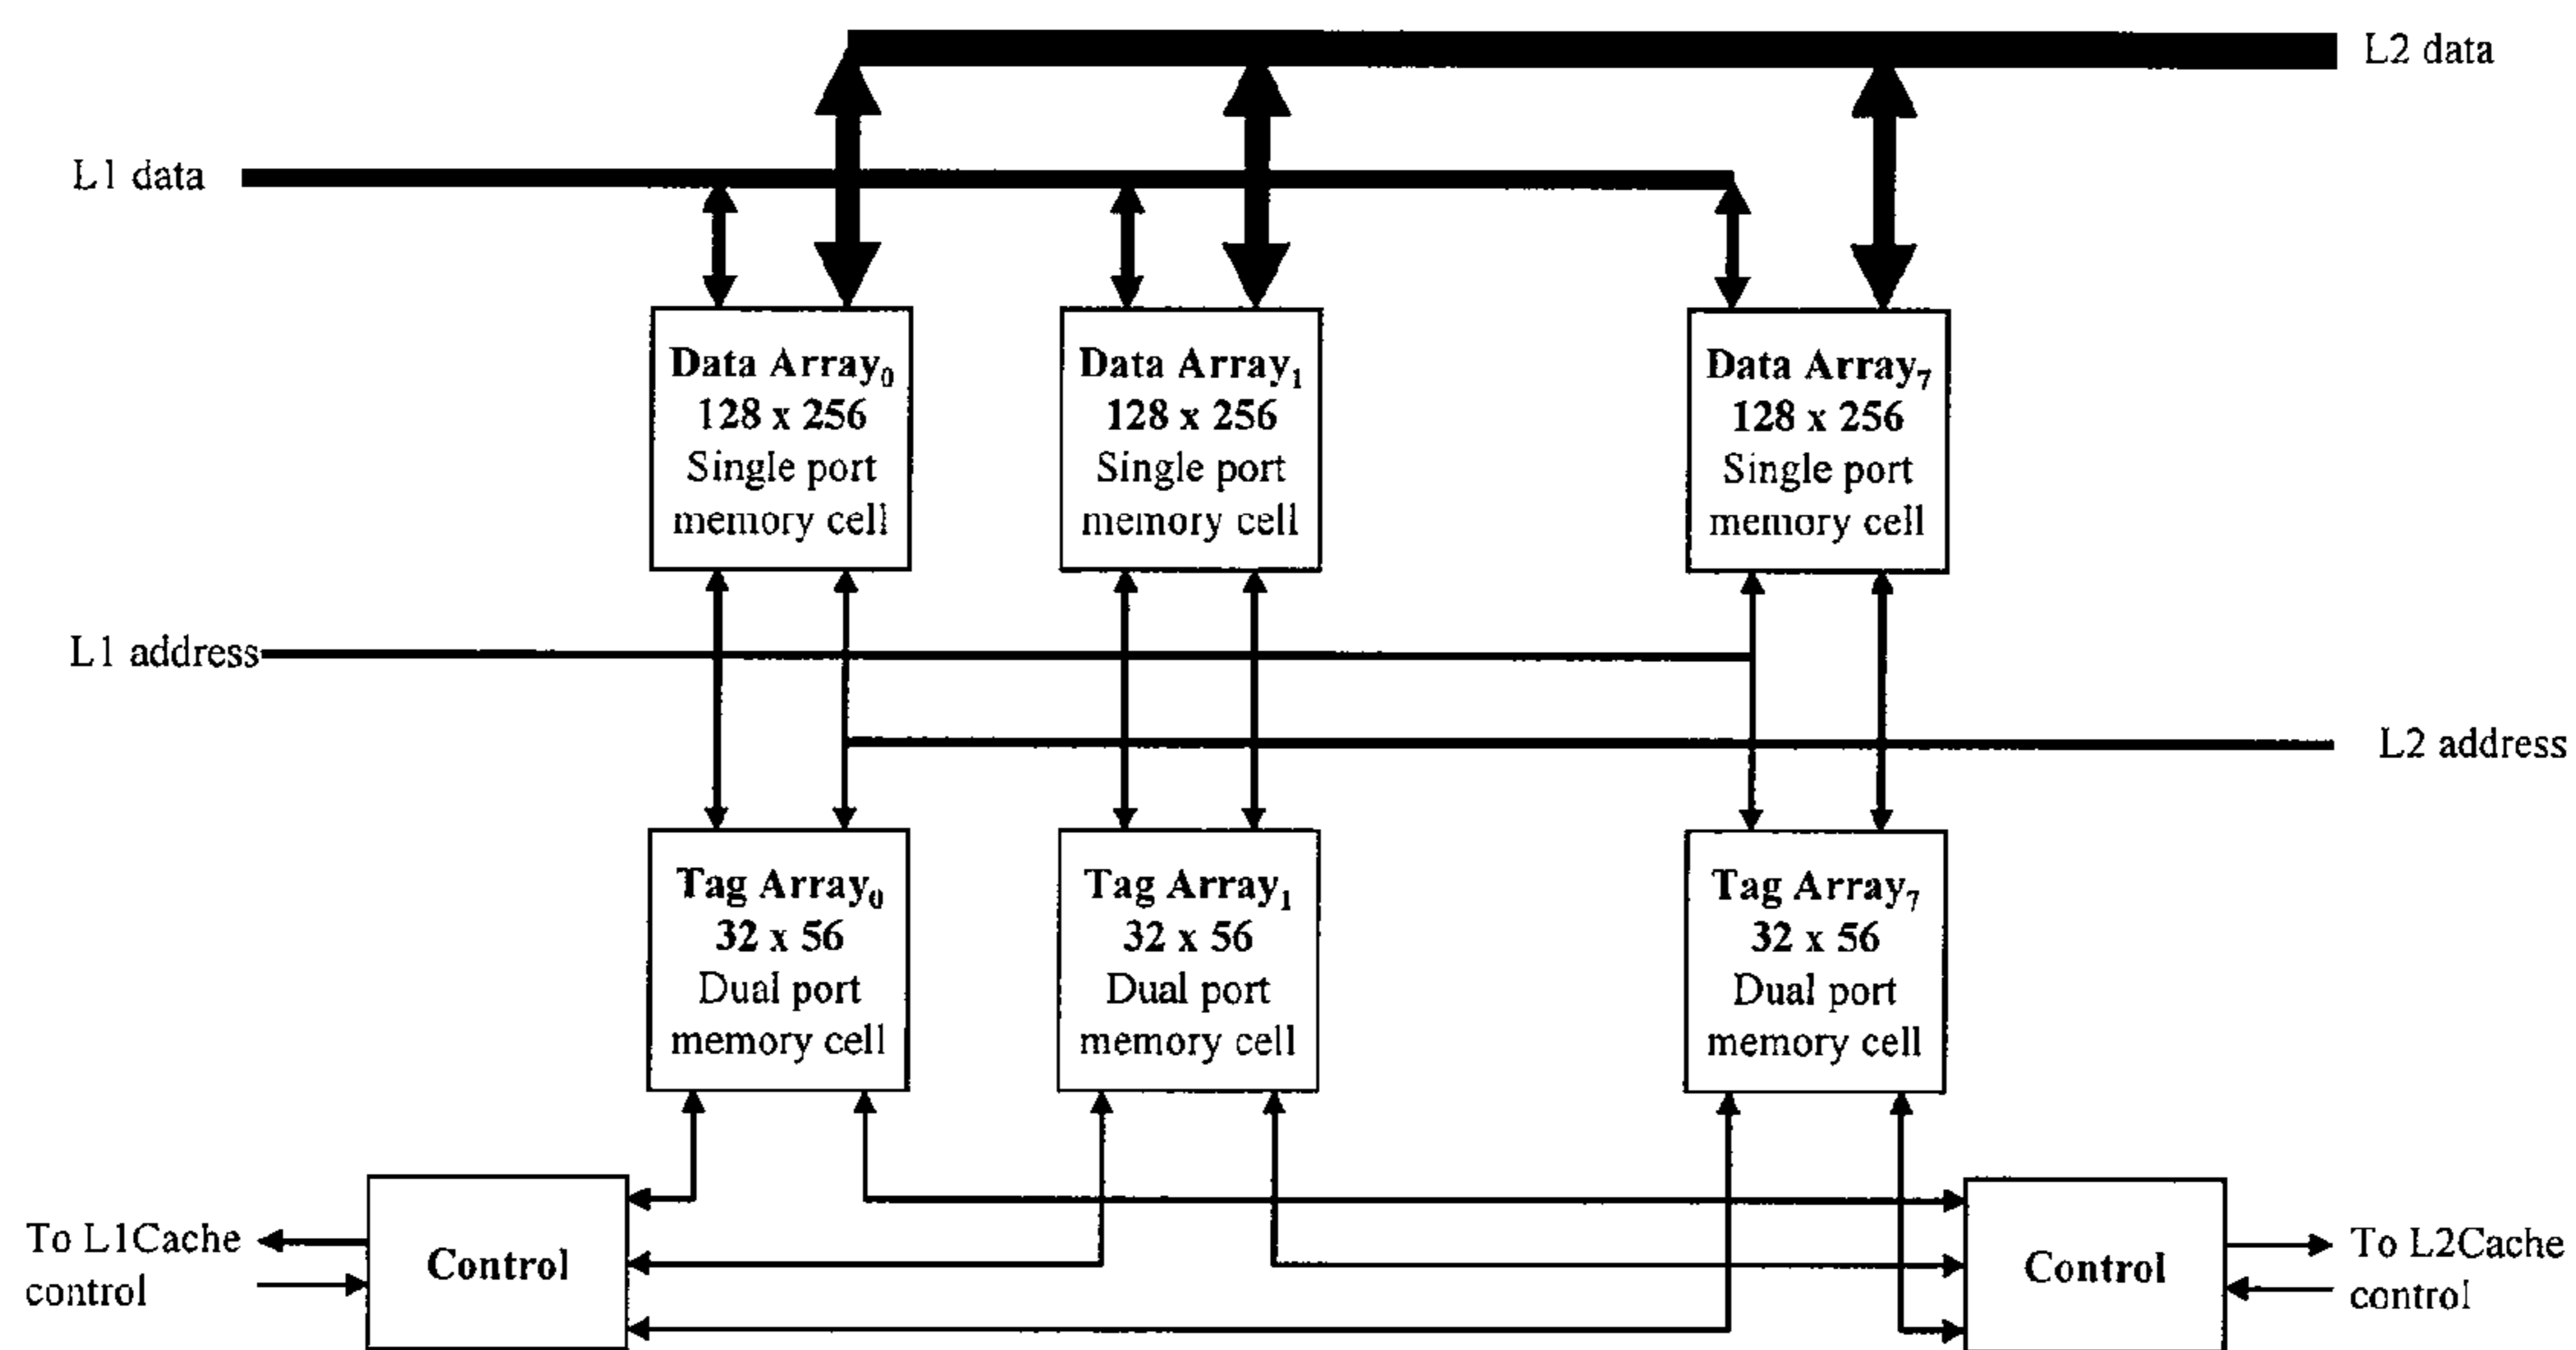 L2 data
L1 data
Data Array₀
128 x 256
Single port
memory cell
Data Array₁
128 x 256
Single port
memory cell
Data Array₇
128 x 256
Single port
memory cell
L1 address
L2 address
Tag Array₀
32 x 56
Dual port
memory cell
Tag Array₁
32 x 56
Dual port
memory cell
Tag Array₇
32 x 56
Dual port
memory cell
To L1Cache
control
Control
Control
To L2Cache
control